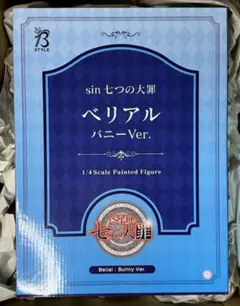 B
STYLE
sin 七つの大罪
ベリアル
バニーVer.
1/4 Scale Painted Figure
sin
七つの大罪
Belial : Bunny Ver.